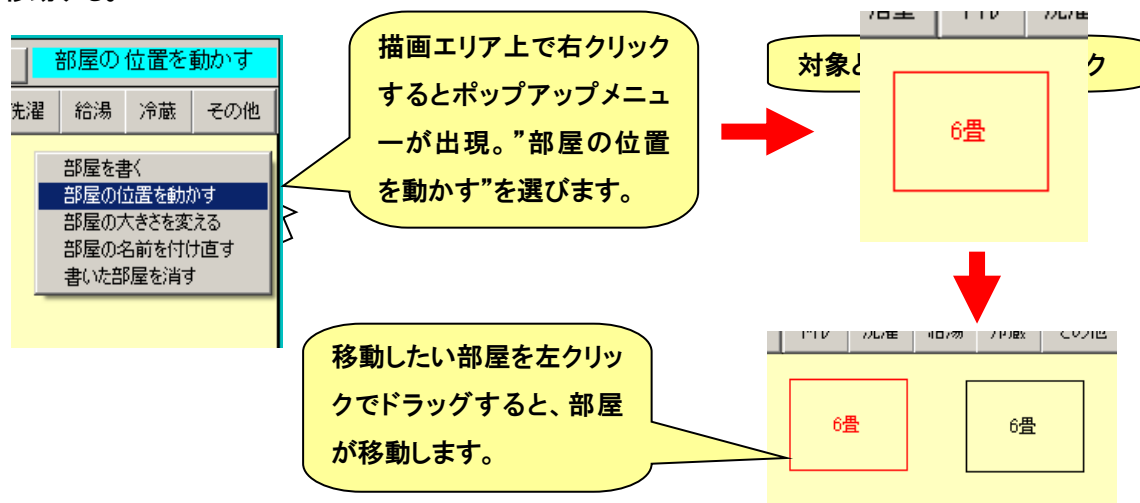 部屋の位置を動かす
洗濯 給湯 冷蔵 その他
部屋を書く
部屋の位置を動かす
部屋の大きさを変える
部屋の名前を付け直す
書いた部屋を消す
描画エリア上で右クリック
するとポップアップメニュ
ーが出現。”部屋の位置
を動かす”を選びます。
対象と
ク
6畳
移動したい部屋を左クリッ
クでドラッグすると、部屋
が移動します。
6畳
6畳